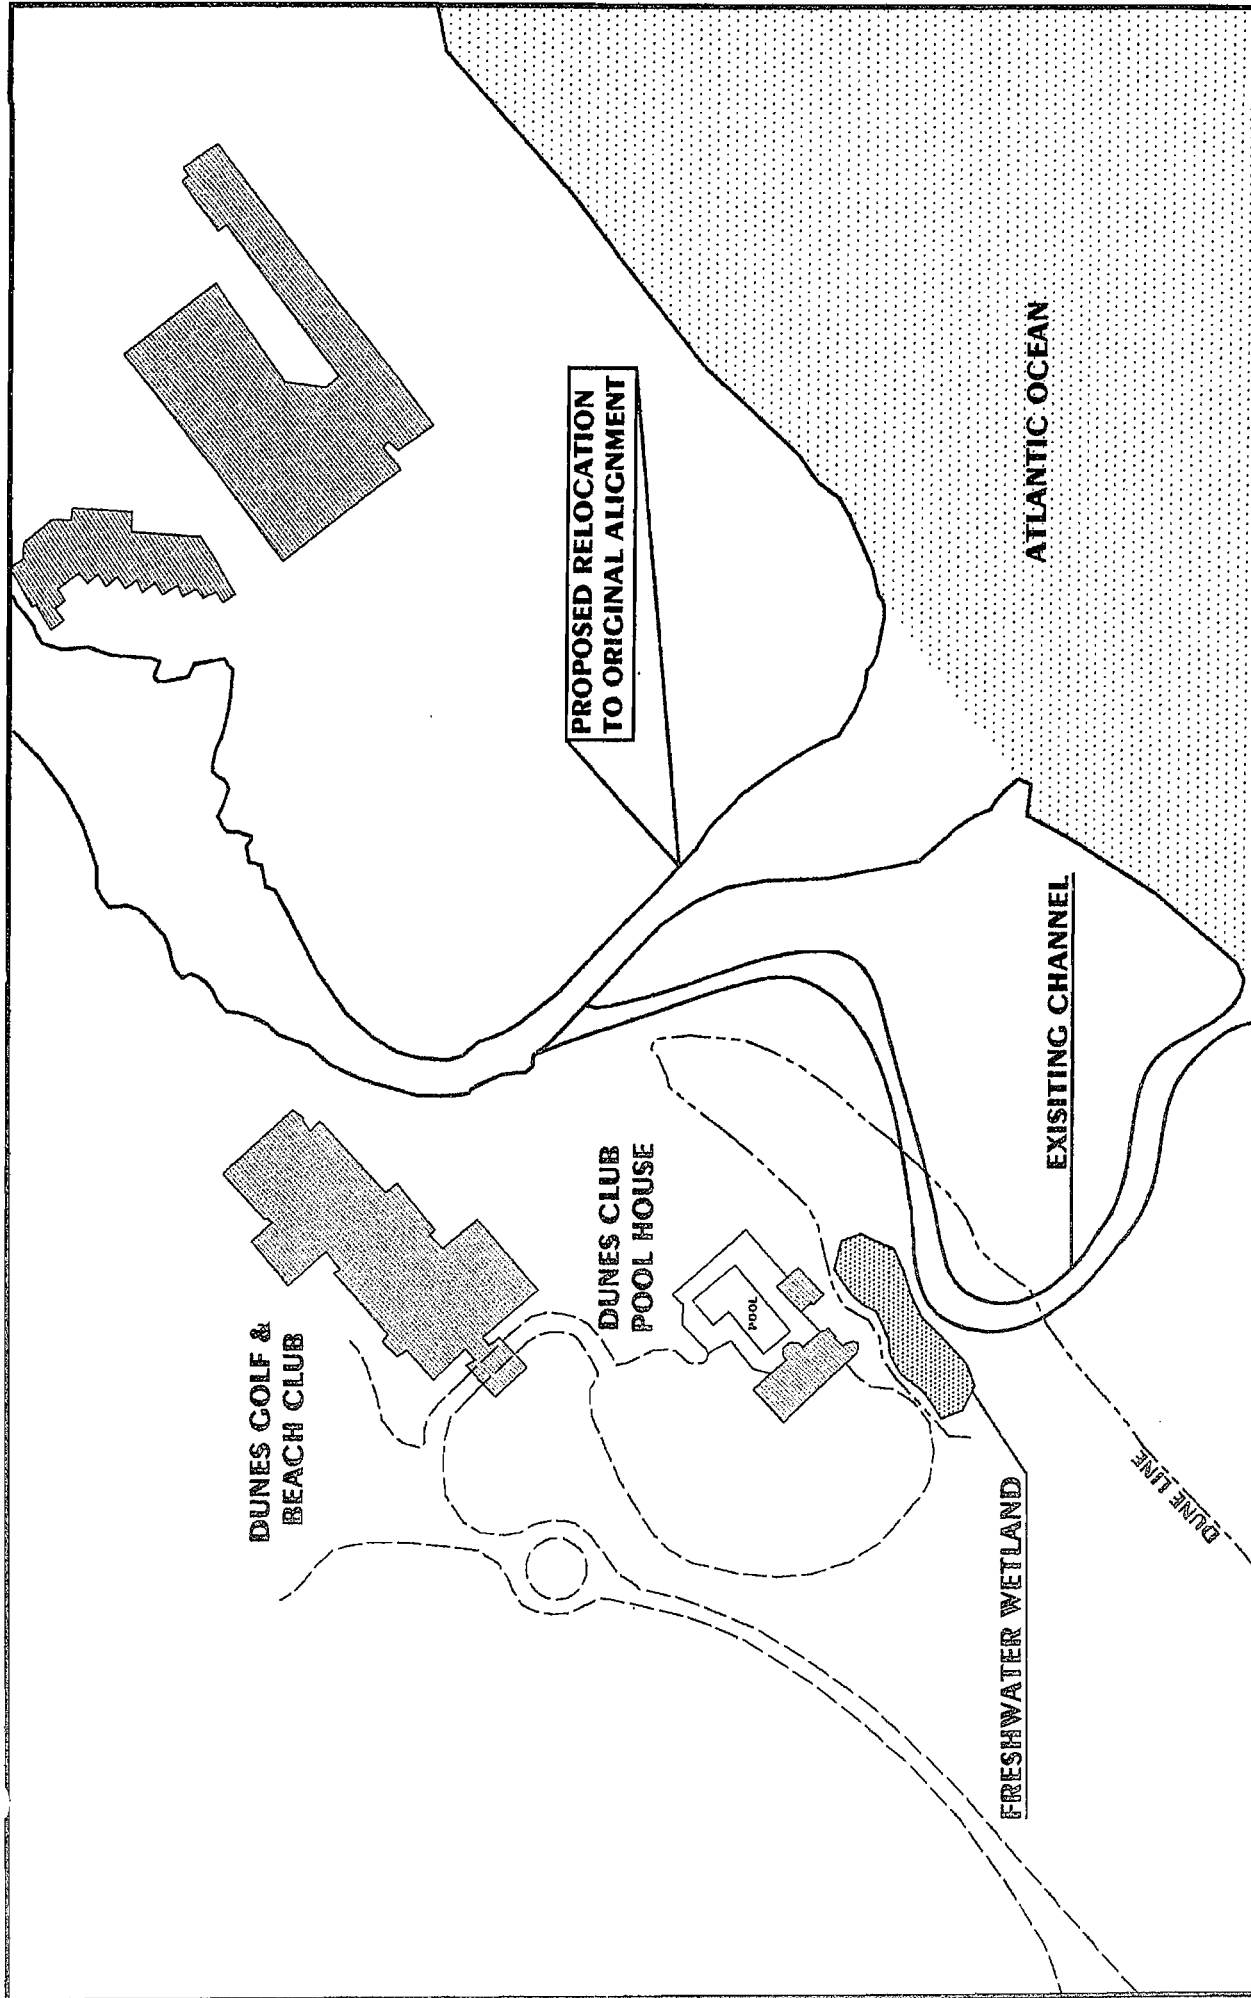 DUNES GOLF &
BEACH CLUB
PROPOSED RELOCATION
TO ORIGINAL ALIGNMENT
DUNES CLUB
POOL HOUSE
POOL
ATLANTIC OCEAN
EXISITING CHANNEL
FRESHWATER WETLAND
DUNE LINE